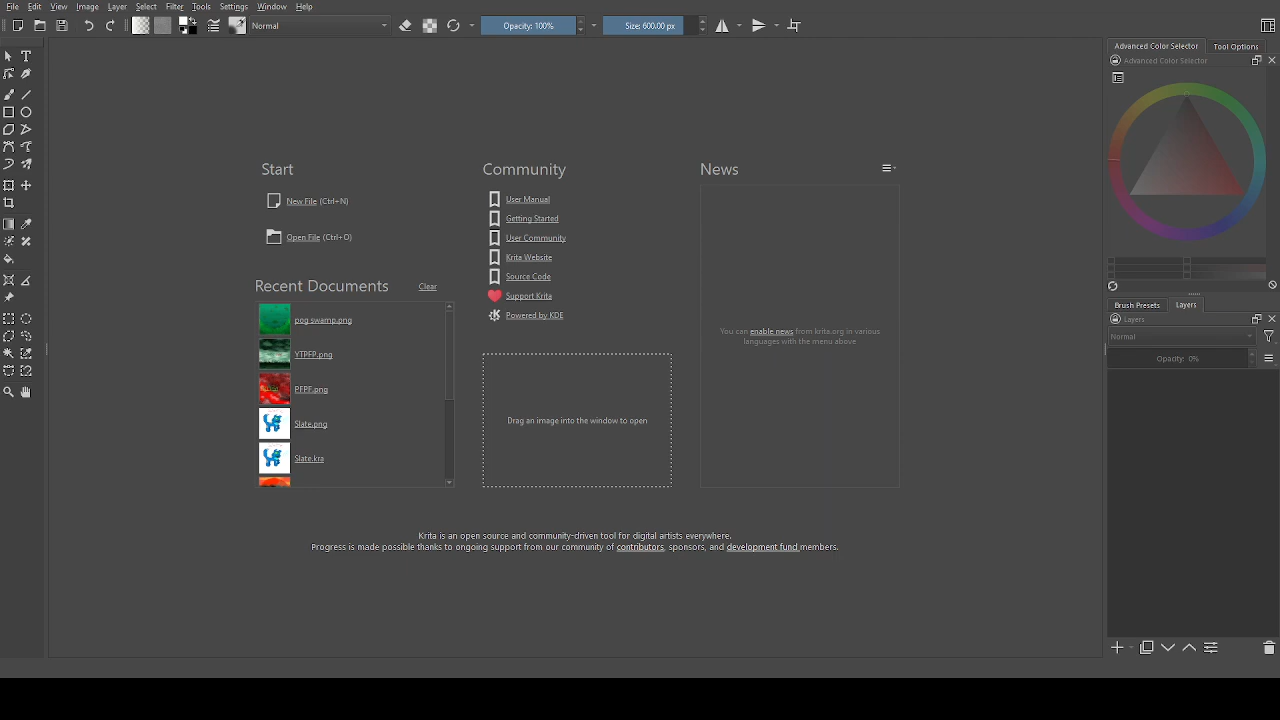 File Edit View Image Layer Select Filter Tools Settings Window Help
Normal
Opacity: 100%
Size: 600.00 px
Advanced Color Selector Tool Options
Advanced Color Selector
Start
New File (Ctrl+N)
Open File (Ctrl+O)
Recent Documents Clear
pog swamp.png
YTPFP.png
PFPF.png
Slate.png
Slate.kra
Community
User Manual
Getting Started
User Community
Krita Website
Source Code
Support Krita
Powered by KDE
Drag an image into the window to open
News
You can enable news from krita.org in various
languages with the menu above
Krita is an open source and community-driven tool for digital artists everywhere.
Progress is made possible thanks to ongoing support from our community of contributors, sponsors, and development fund members.
Brush Presets Layers
Layers
Normal
Opacity: 0%